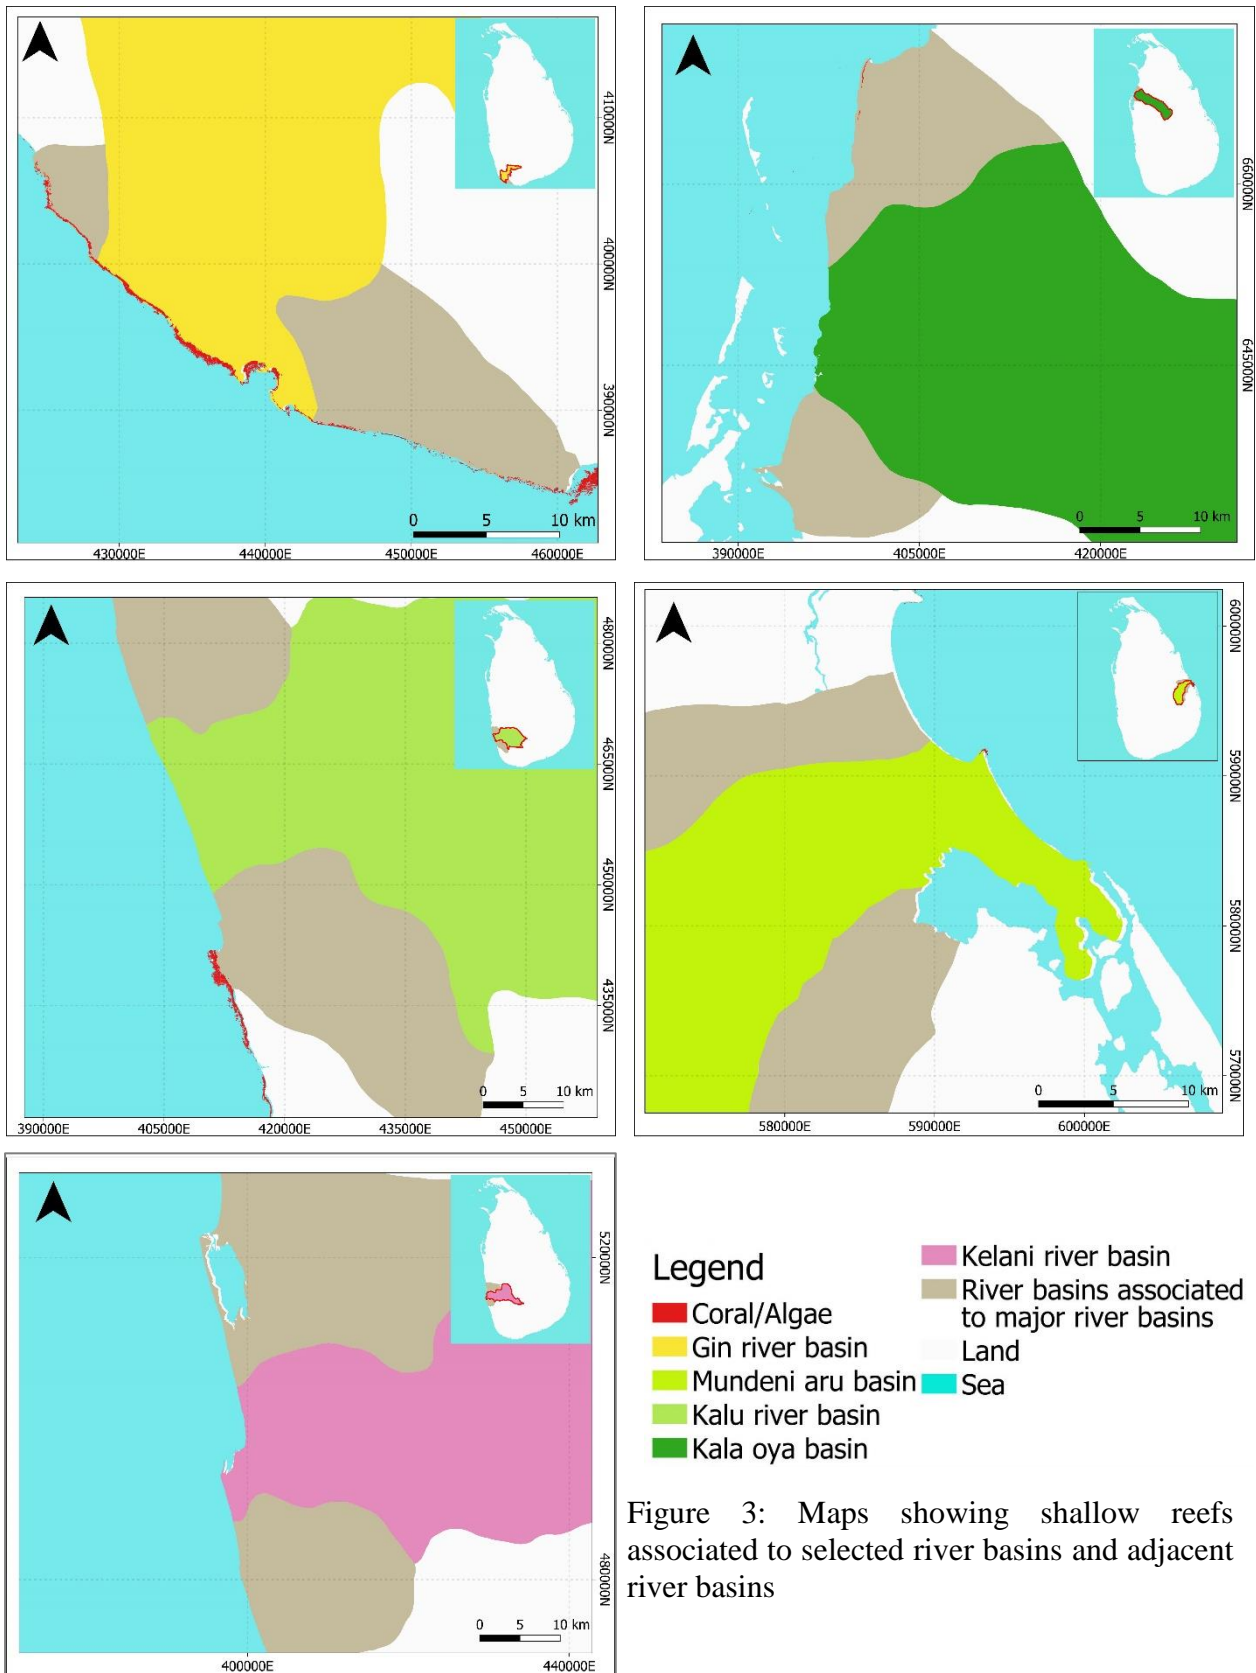 410000N
400000N
390000N
0 5 10 km
430000E 440000E 450000E 460000E
660000N
645000N
0 5 10 km
390000E 405000E 420000E
480000N
465000N
450000N
435000N
0 5 10 km
390000E 405000E 420000E 435000E 450000E
600000N
590000N
580000N
570000N
0 5 10 km
580000E 590000E 600000E
520000N
480000N
0 5 10 km
400000E 440000E
Legend
Coral/Algae
Gin river basin
Mundeni aru basin
Kalu river basin
Kala oya basin
Kelani river basin
River basins associated
to major river basins
Land
Sea
Figure 3: Maps showing shallow reefs
associated to selected river basins and adjacent
river basins